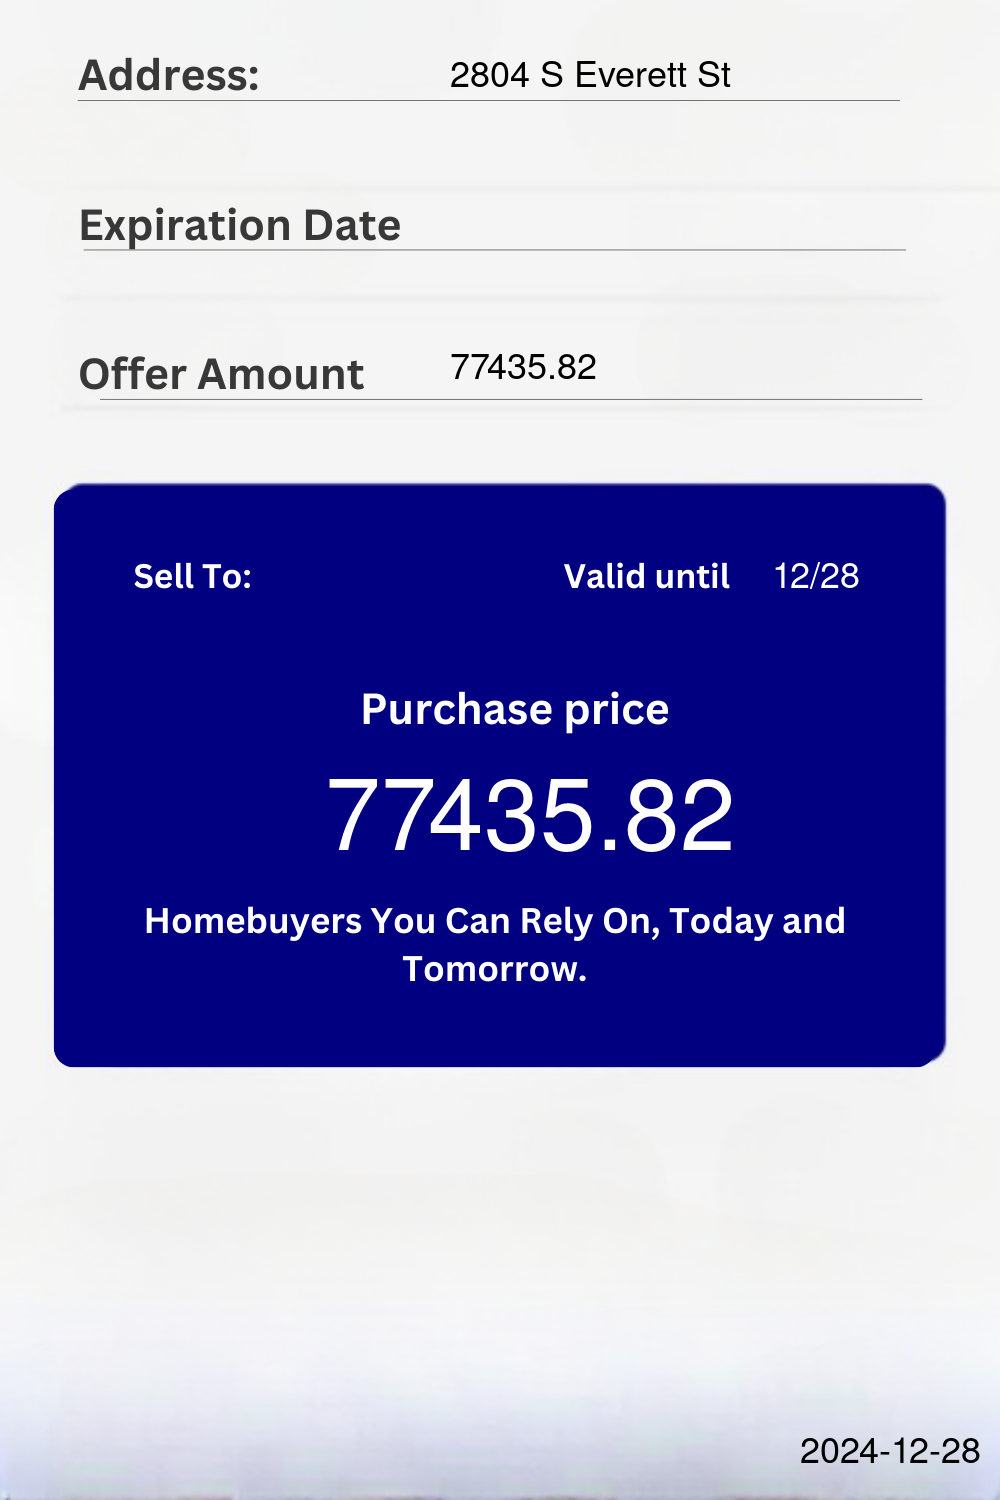 Address: 2804 S Everett St
Expiration Date
Offer Amount 77435.82
Sell To: Valid until 12/28
Purchase price
77435.82
Homebuyers You Can Rely On, Today and
Tomorrow.
2024-12-28